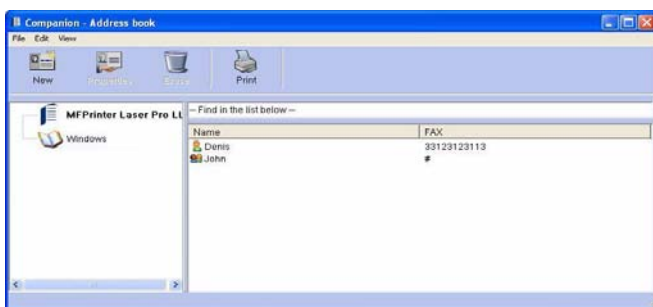 Companion - Address book
File Edit View
New Properties Erase Print
MFPrinter Laser Pro LL
Windows
-- Find in the list below --
Name FAX
Denis 33123123113
John #